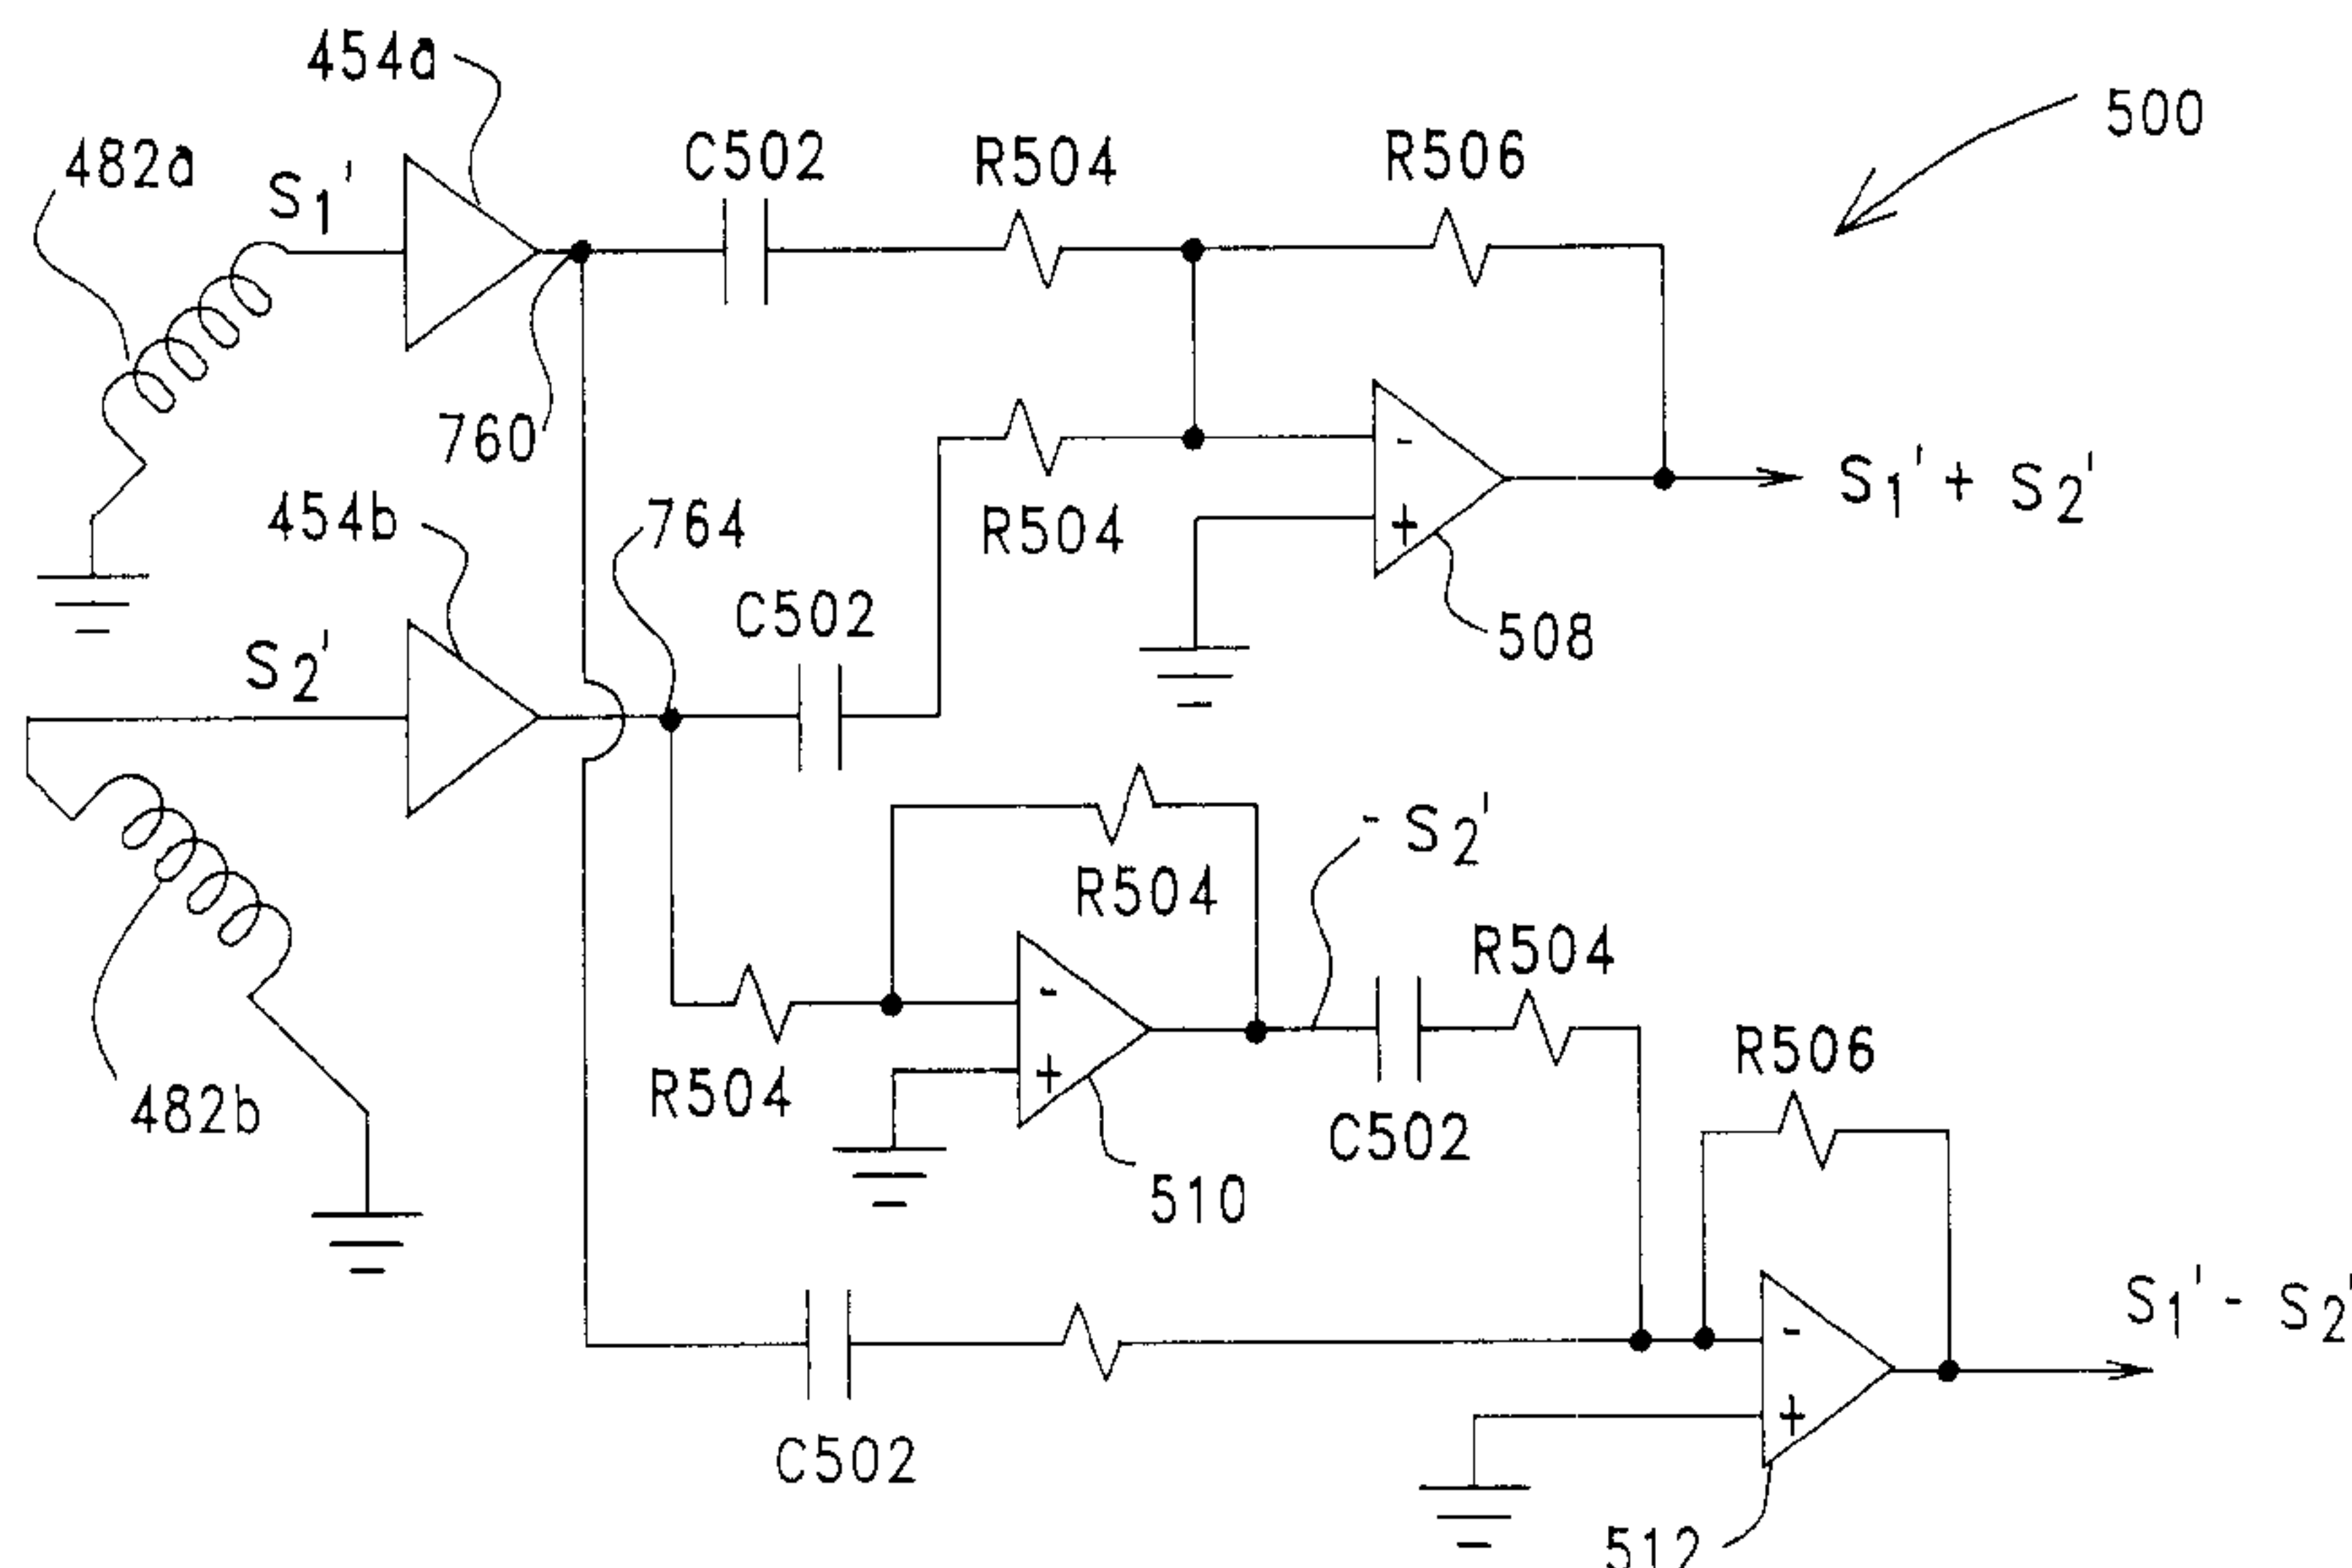 454a
500
C502
R504
R506
482a
S1'
760
S1' + S2'
454b
764
R504
C502
508
S2'
- S2'
R504
R504
R506
R504
482b
C502
510
S1' - S2'
C502
512
-
+
-
+
-
+